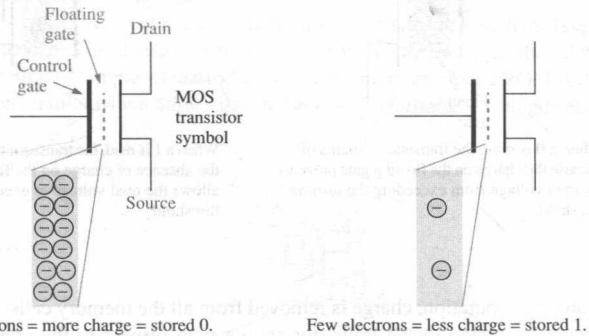 Floating
gate
Drain
Control
gate
MOS
transistor
symbol
Source
ons = more charge = stored 0.
Few electrons = less charge = stored 1.